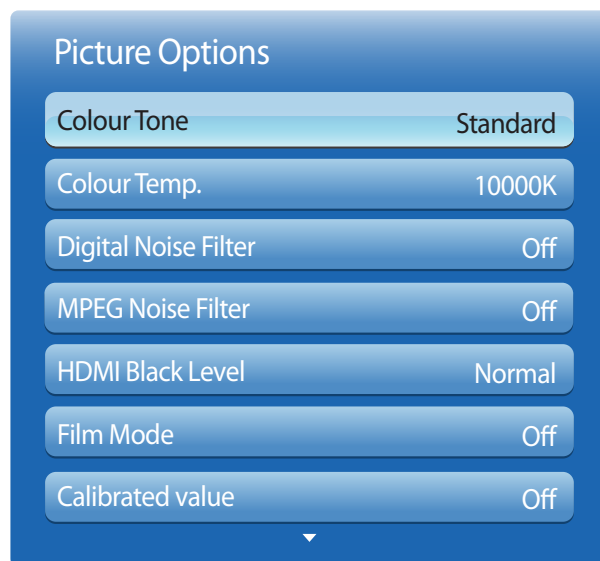 Picture Options
Colour Tone Standard
Colour Temp. 10000K
Digital Noise Filter Off
MPEG Noise Filter Off
HDMI Black Level Normal
Film Mode Off
Calibrated value Off